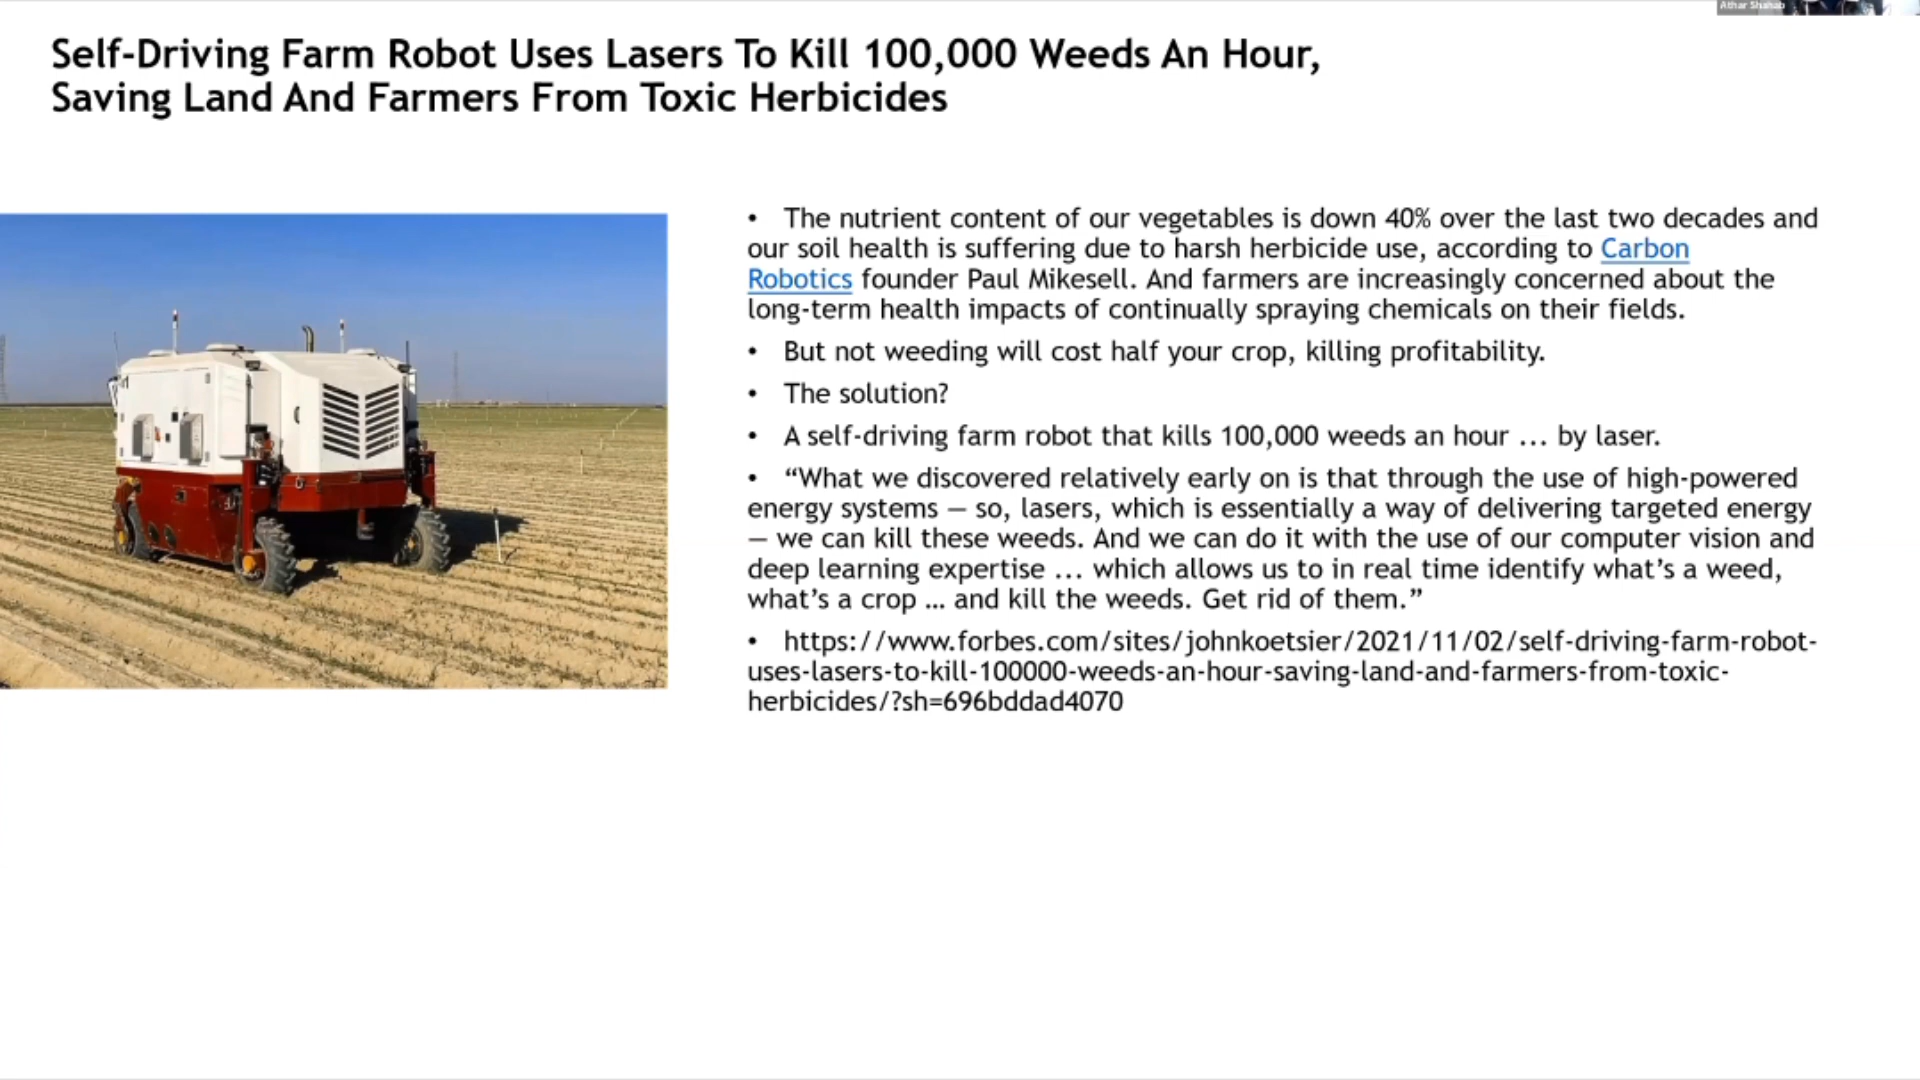 Athar Shahab
Self-Driving Farm Robot Uses Lasers To Kill 100,000 Weeds An Hour,
Saving Land And Farmers From Toxic Herbicides
• The nutrient content of our vegetables is down 40% over the last two decades and
our soil health is suffering due to harsh herbicide use, according to Carbon
Robotics founder Paul Mikesell. And farmers are increasingly concerned about the
long-term health impacts of continually spraying chemicals on their fields.
• But not weeding will cost half your crop, killing profitability.
• The solution?
• A self-driving farm robot that kills 100,000 weeds an hour ... by laser.
• “What we discovered relatively early on is that through the use of high-powered
energy systems — so, lasers, which is essentially a way of delivering targeted energy
— we can kill these weeds. And we can do it with the use of our computer vision and
deep learning expertise ... which allows us to in real time identify what’s a weed,
what’s a crop … and kill the weeds. Get rid of them.”
• https://www.forbes.com/sites/johnkoetsier/2021/11/02/self-driving-farm-robot-
uses-lasers-to-kill-100000-weeds-an-hour-saving-land-and-farmers-from-toxic-
herbicides/?sh=696bddad4070